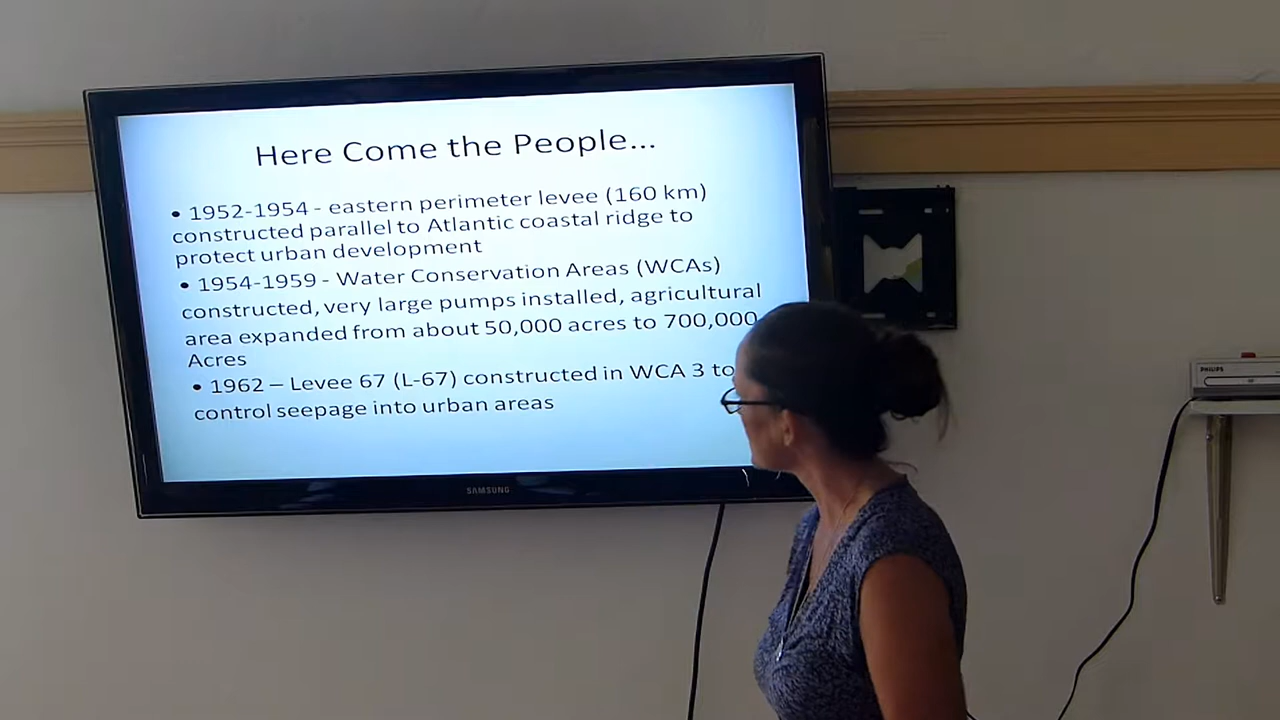 Here Come the People...
• 1952-1954 - eastern perimeter levee (160 km)
constructed parallel to Atlantic coastal ridge to
protect urban development
• 1954-1959 - Water Conservation Areas (WCAs)
constructed, very large pumps installed, agricultural
area expanded from about 50,000 acres to 700,000
Acres
• 1962 – Levee 67 (L-67) constructed in WCA 3 to
control seepage into urban areas
SAMSUNG
PHILIPS